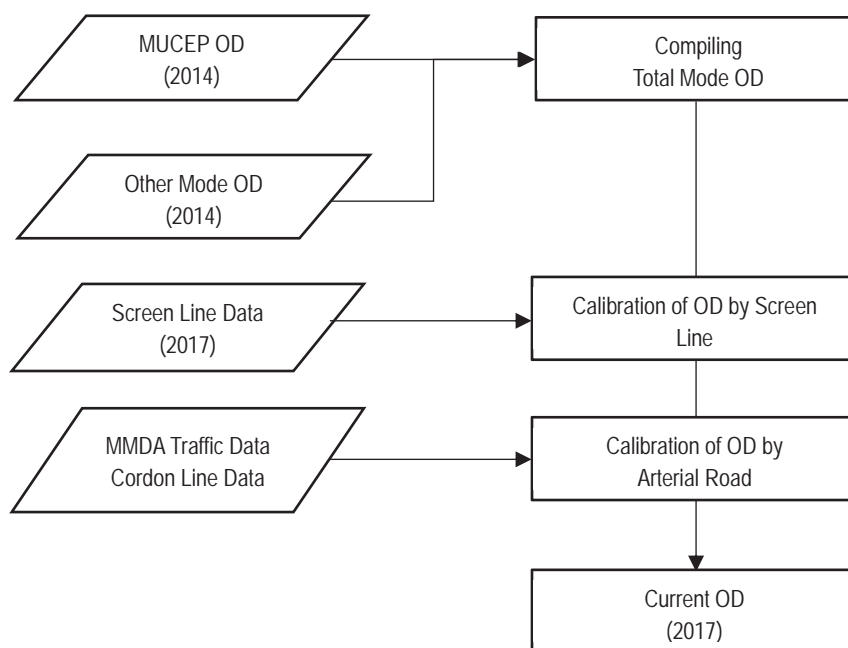 MUCEP OD
(2014)
Compiling
Total Mode OD
Other Mode OD
(2014)
Screen Line Data
(2017)
Calibration of OD by Screen
Line
MMDA Traffic Data
Cordon Line Data
Calibration of OD by
Arterial Road
Current OD
(2017)